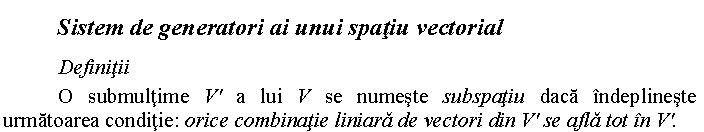 Sistem de generatori ai unui spaţiu vectorial
Definiţii
O submulţime V' a lui V se numeşte subspaţiu dacă îndeplineşte
următoarea condiţie: orice combinaţie liniară de vectori din V' se află tot în V'.